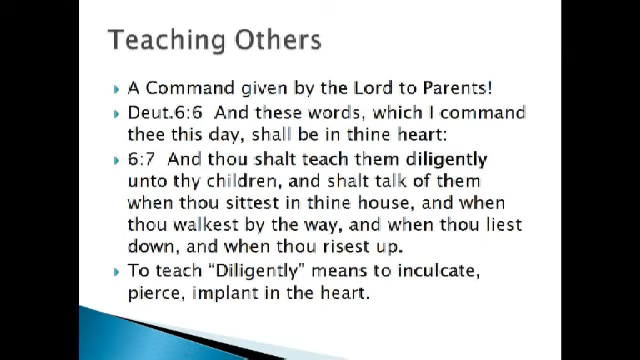 Teaching Others
A Command given by the Lord to Parents!
Deut.6:6 And these words, which I command
thee this day, shall be in thine heart:
6:7 And thou shalt teach them diligently
unto thy children, and shalt talk of them
when thou sittest in thine house, and when
thou walkest by the way, and when thou liest
down, and when thou risest up.
To teach “Diligently” means to inculcate,
pierce, implant in the heart.